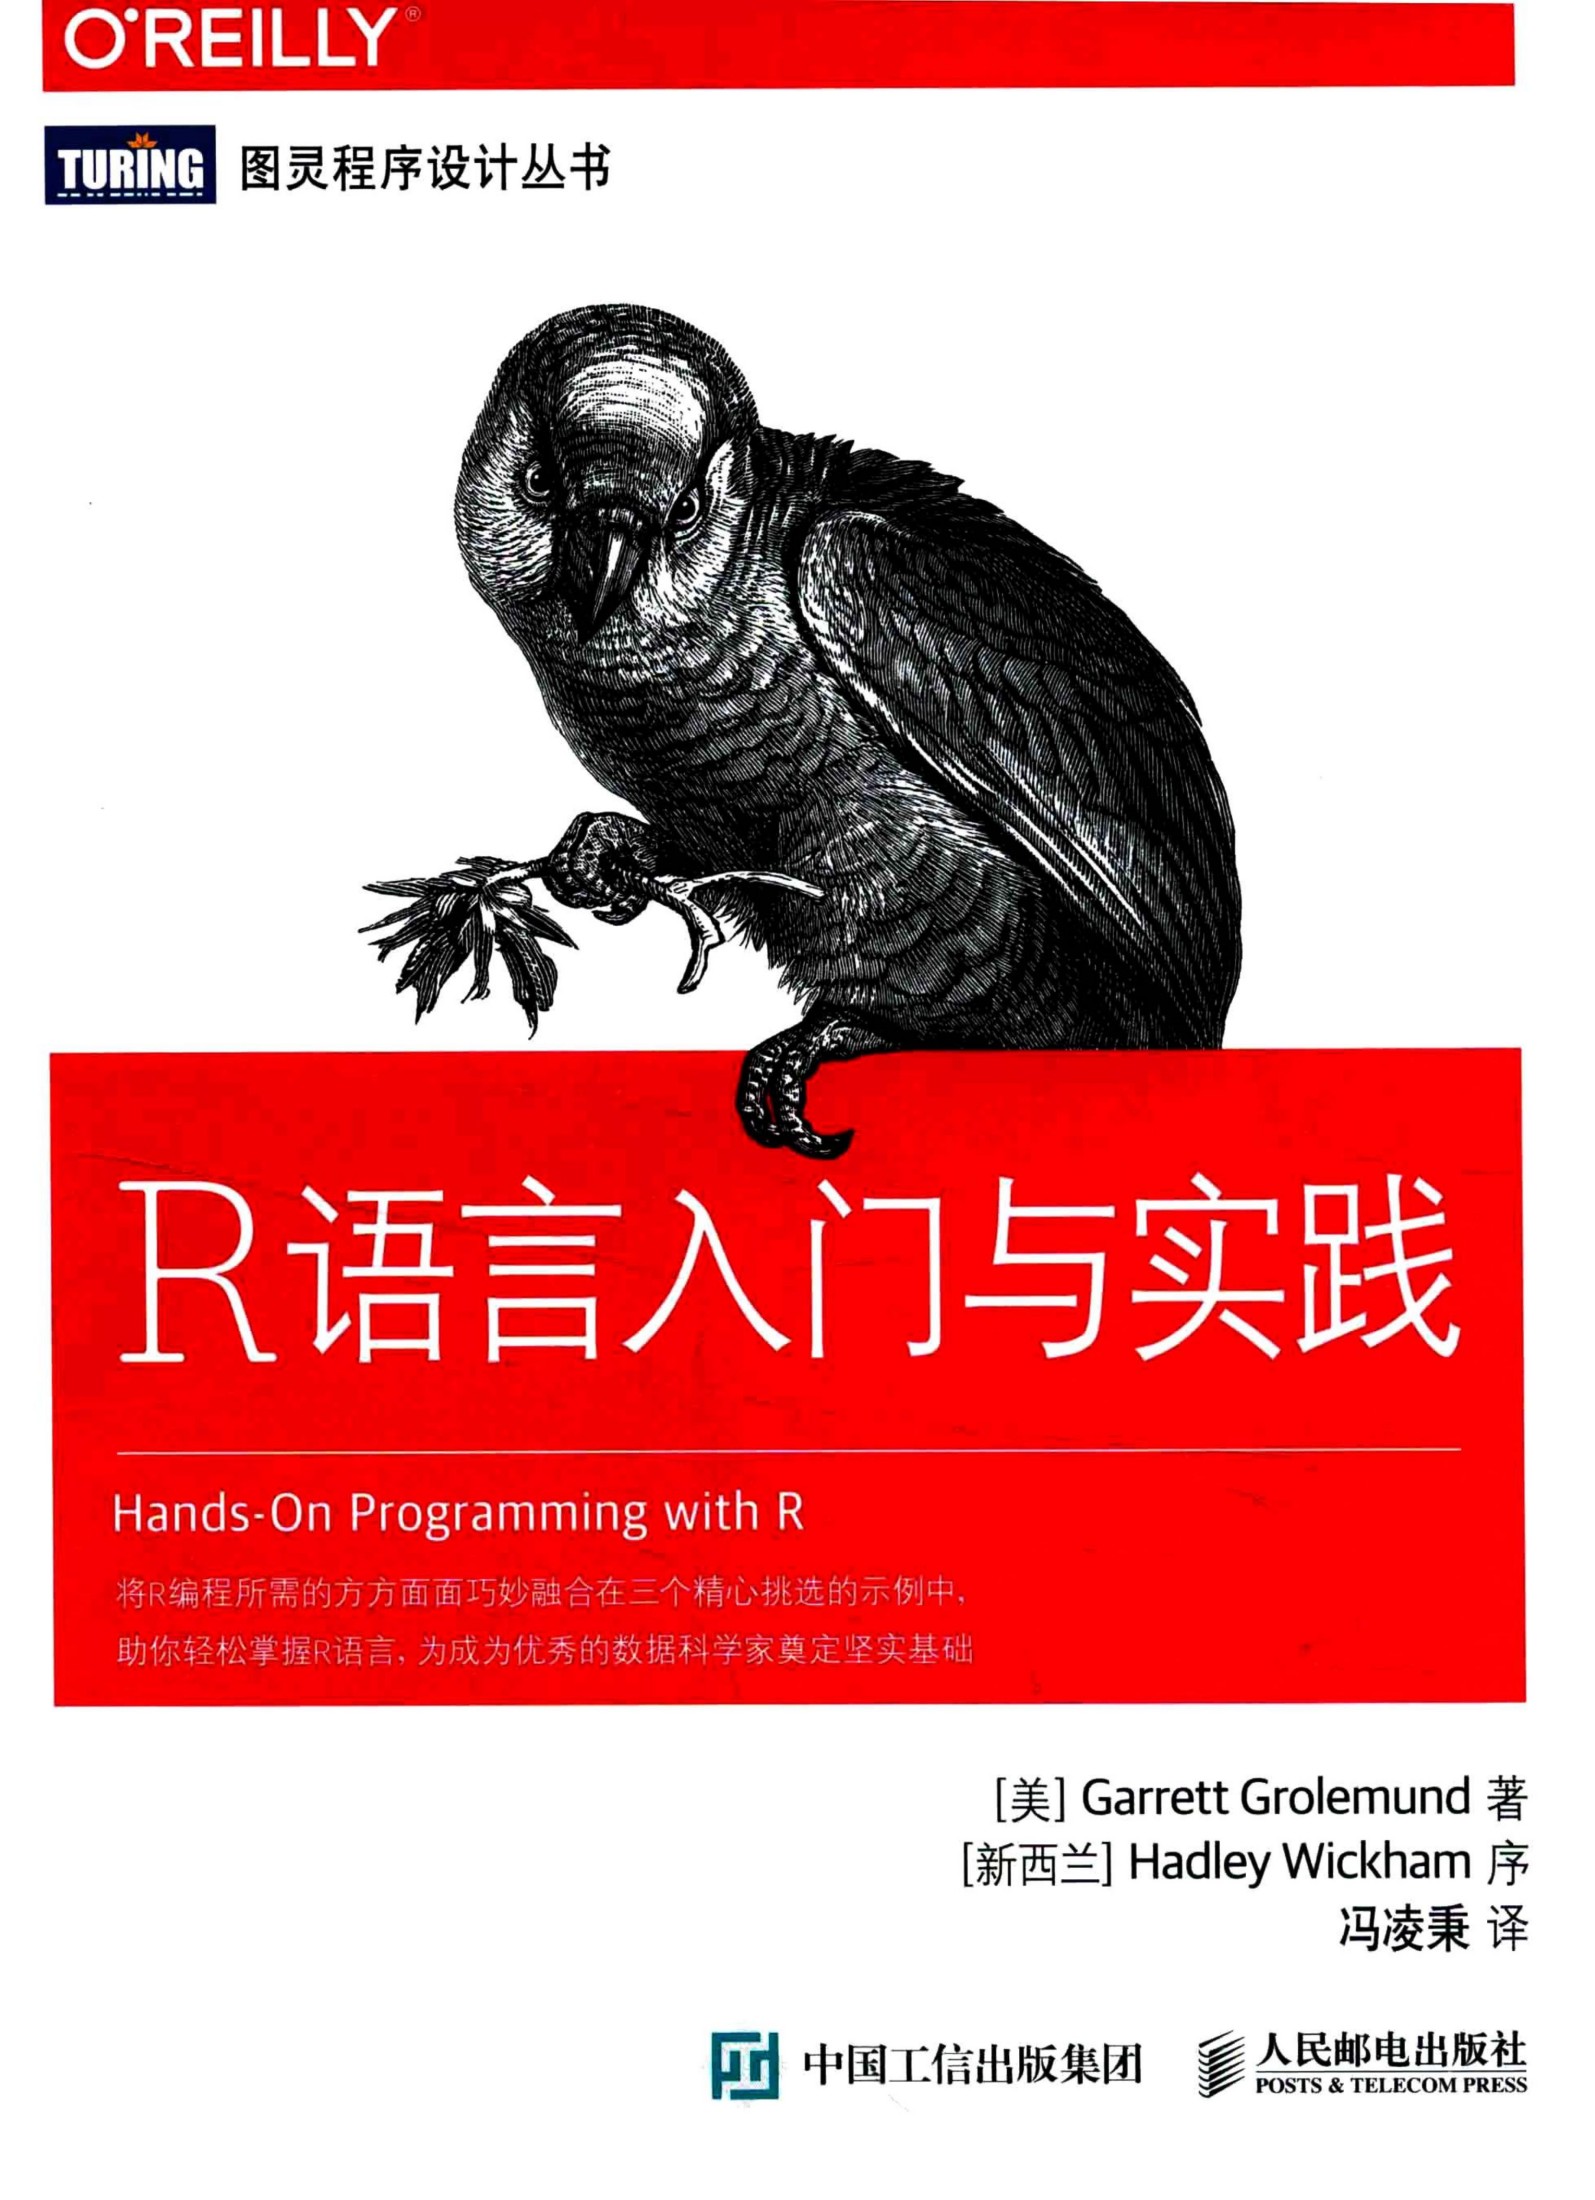 O'REILLY®
TURING 图灵程序设计丛书
R语言入门与实践
Hands-On Programming with R
将R编程所需的方方面面巧妙融合在三个精心挑选的示例中，
助你轻松掌握R语言，为成为优秀的数据科学家奠定坚实基础
[美] Garrett Grolemund 著
[新西兰] Hadley Wickham 序
冯凌秉 译
中国工信出版集团 人民邮电出版社
POSTS & TELECOM PRESS